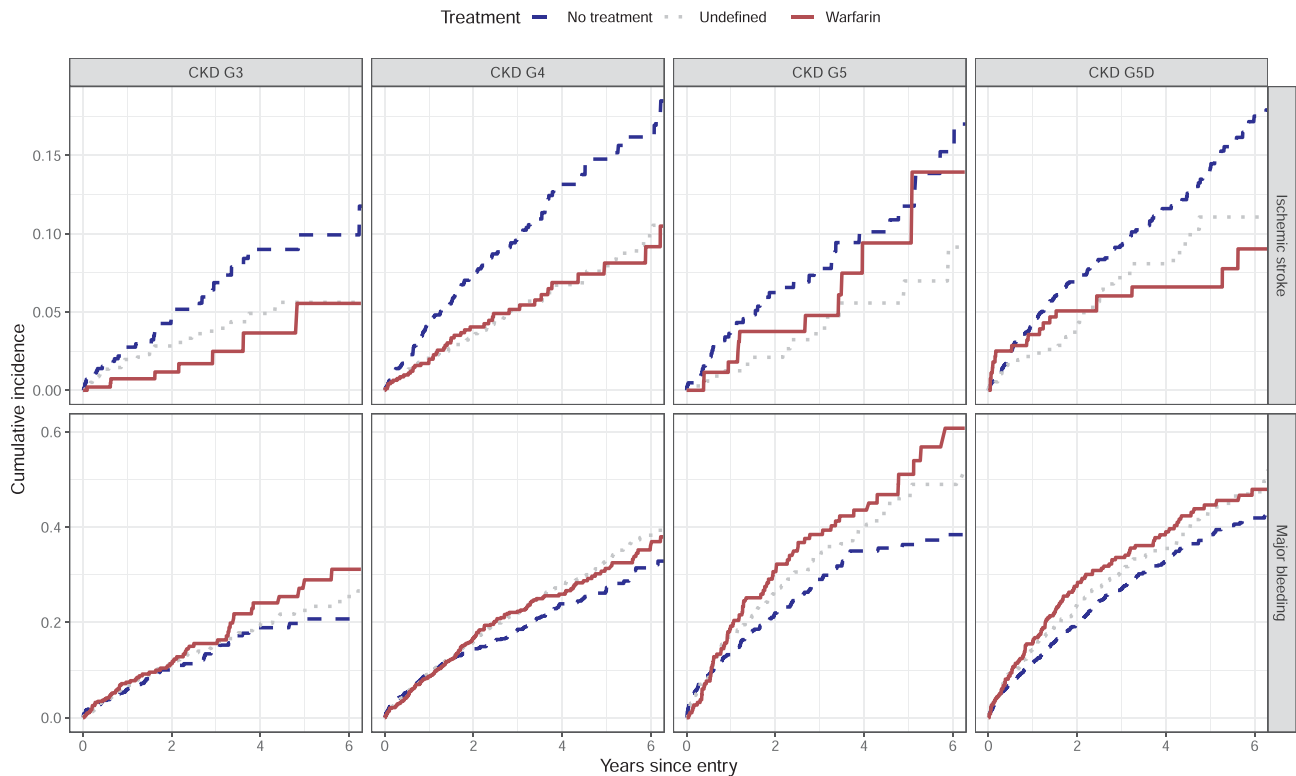 Treatment No treatment Undefined Warfarin
CKD G3 CKD G4 CKD G5 CKD G5D
Cumulative incidence
0.15
0.10
0.05
0.00
Ischemic stroke
0.6
0.4
0.2
0.0
Major bleeding
0 2 4 6 0 2 4 6 0 2 4 6 0 2 4 6
Years since entry